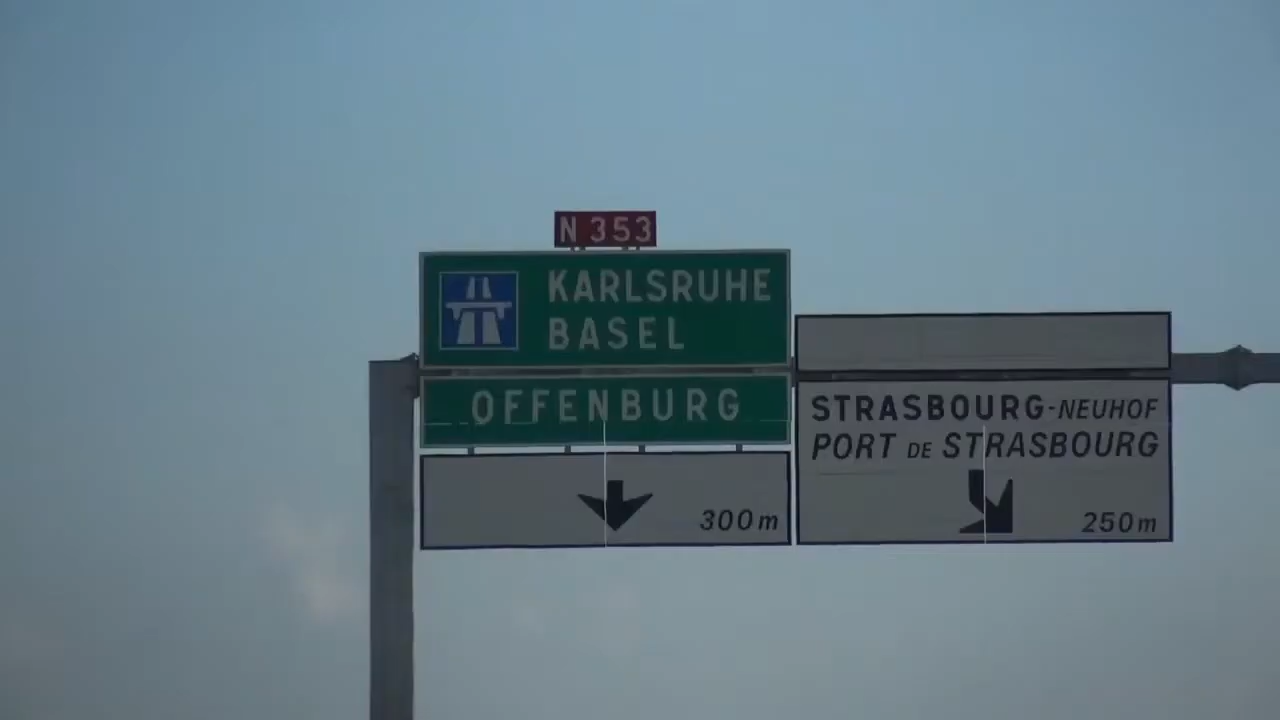 N 353
KARLSRUHE
BASEL
OFFENBURG
300m
STRASBOURG-NEUHOF
PORT DE STRASBOURG
250m